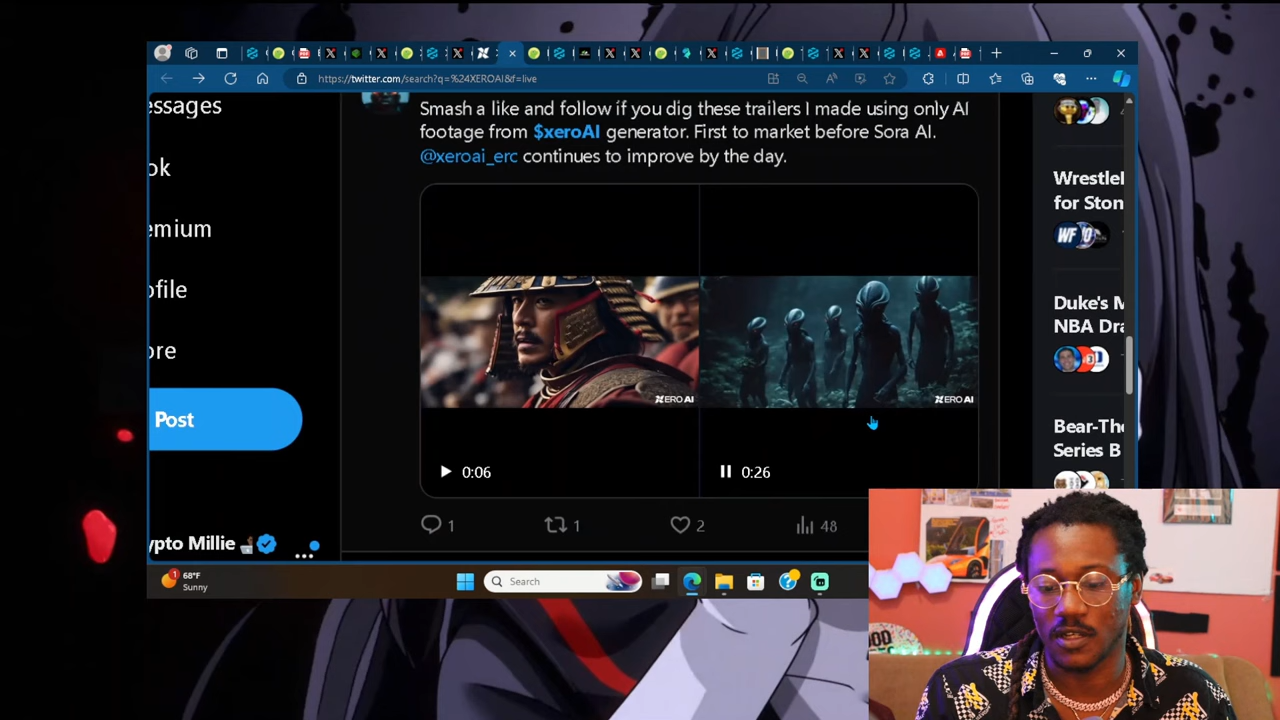 https://twitter.com/search?q=%24XEROAI&f=live
essages
ok
emium
ofile
ore
Post
ypto Millie
Smash a like and follow if you dig these trailers I made using only AI
footage from $xeroAI generator. First to market before Sora AI.
@xeroai_erc continues to improve by the day.
XERO AI
XERO AI
0:06
0:26
1
1
2
48
Wrestlel
for Ston
WF
Duke's M
NBA Dra
Bear-The
Series B
1
68°F
Sunny
Search